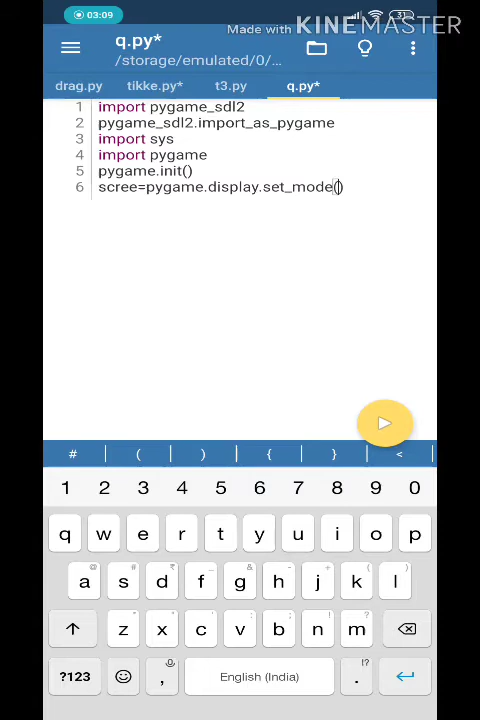 03:09
31
Made with KINEMASTER
q.py*
/storage/emulated/0/...
drag.py tikke.py* t3.py q.py*
1 import pygame_sdl2
2 pygame_sdl2.import_as_pygame
3 import sys
4 import pygame
5 pygame.init()
6 scree=pygame.display.set_mode()
# ( ) { } <
1 2 3 4 5 6 7 8 9 0
q w e r t y u i o p
@ # ₹ _ & - + ( )
a s d f g h j k l
* " ' : ; ! ?
z x c v b n m
!?
?123 , English (India) .